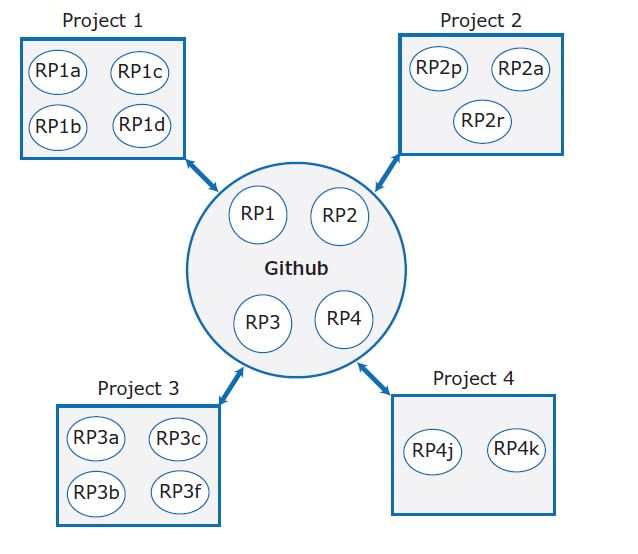 Project 1
RP1a
RP1c
RP1b
RP1d
Project 2
RP2p
RP2a
RP2r
RP1
RP2
Github
RP3
RP4
Project 3
RP3a
RP3c
RP3b
RP3f
Project 4
RP4j
RP4k